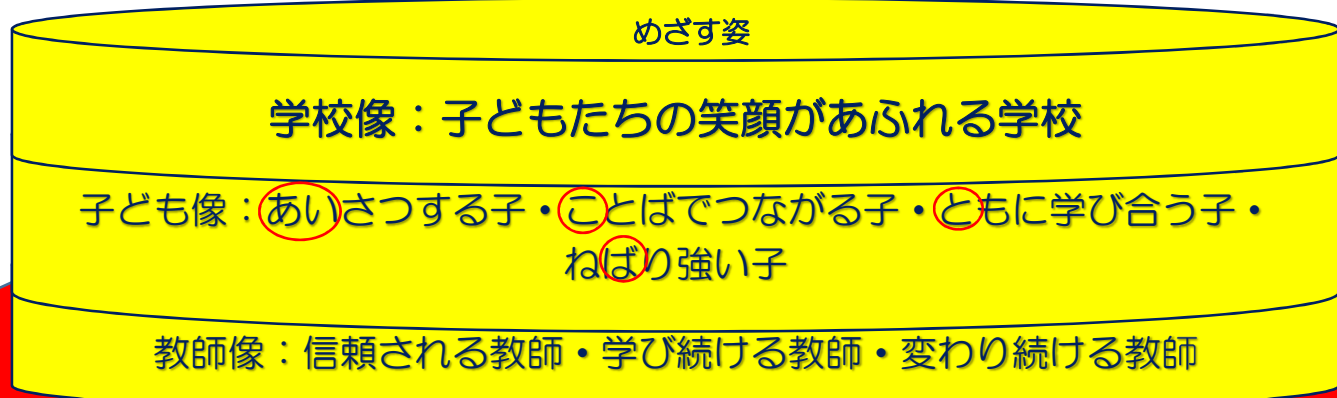 めざす姿
学校像：子どもたちの笑顔があふれる学校
子ども像：あいさつする子・ことばでつながる子・ともに学び合う子・
ねばり強い子
教師像：信頼される教師・学び続ける教師・変わり続ける教師